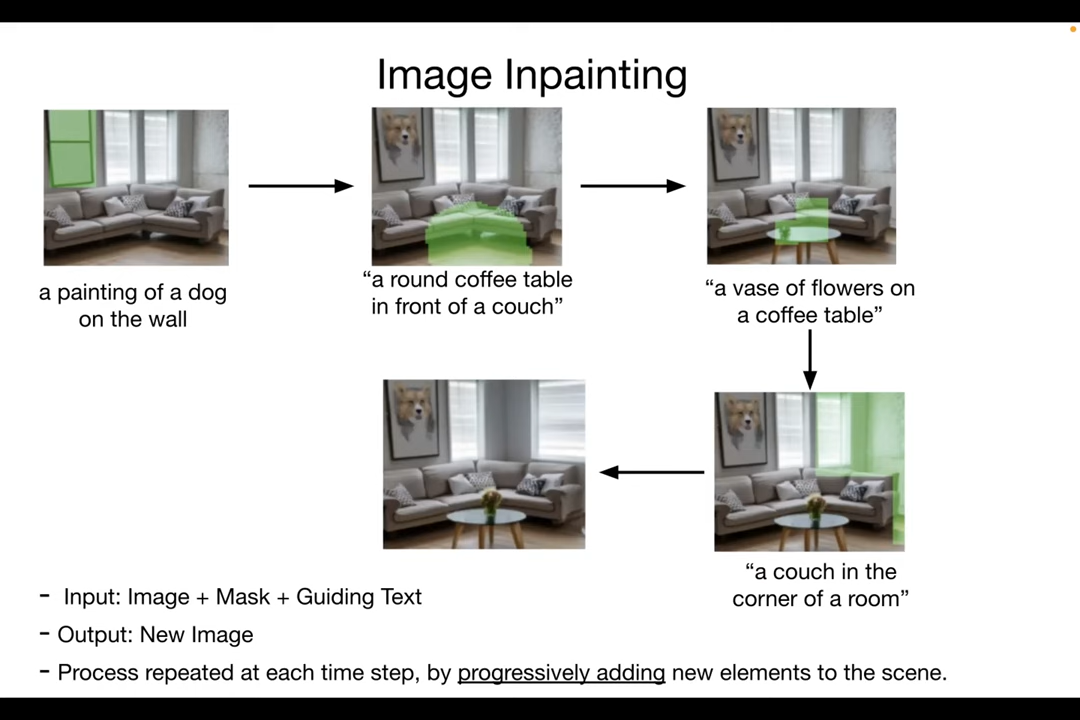 Image Inpainting
a painting of a dog
on the wall
“a round coffee table
in front of a couch”
“a vase of flowers on
a coffee table”
“a couch in the
corner of a room”
- Input: Image + Mask + Guiding Text
- Output: New Image
- Process repeated at each time step, by progressively adding new elements to the scene.